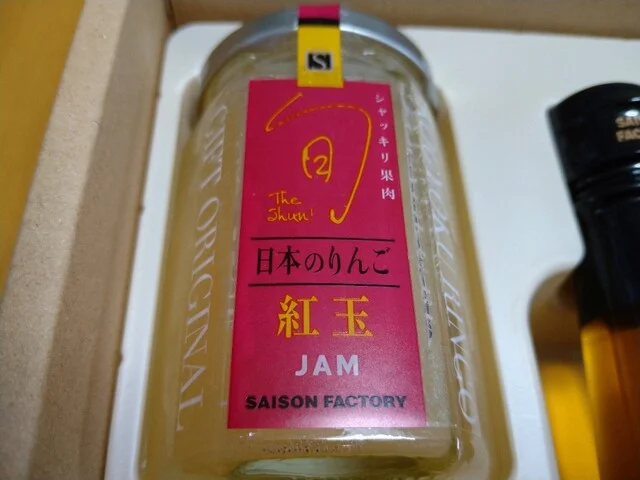 S
旬
The
Shun!
シャッキリ果肉
日本のりんご
紅玉
JAM
SAISON FACTORY
GIFT ORIGINAL